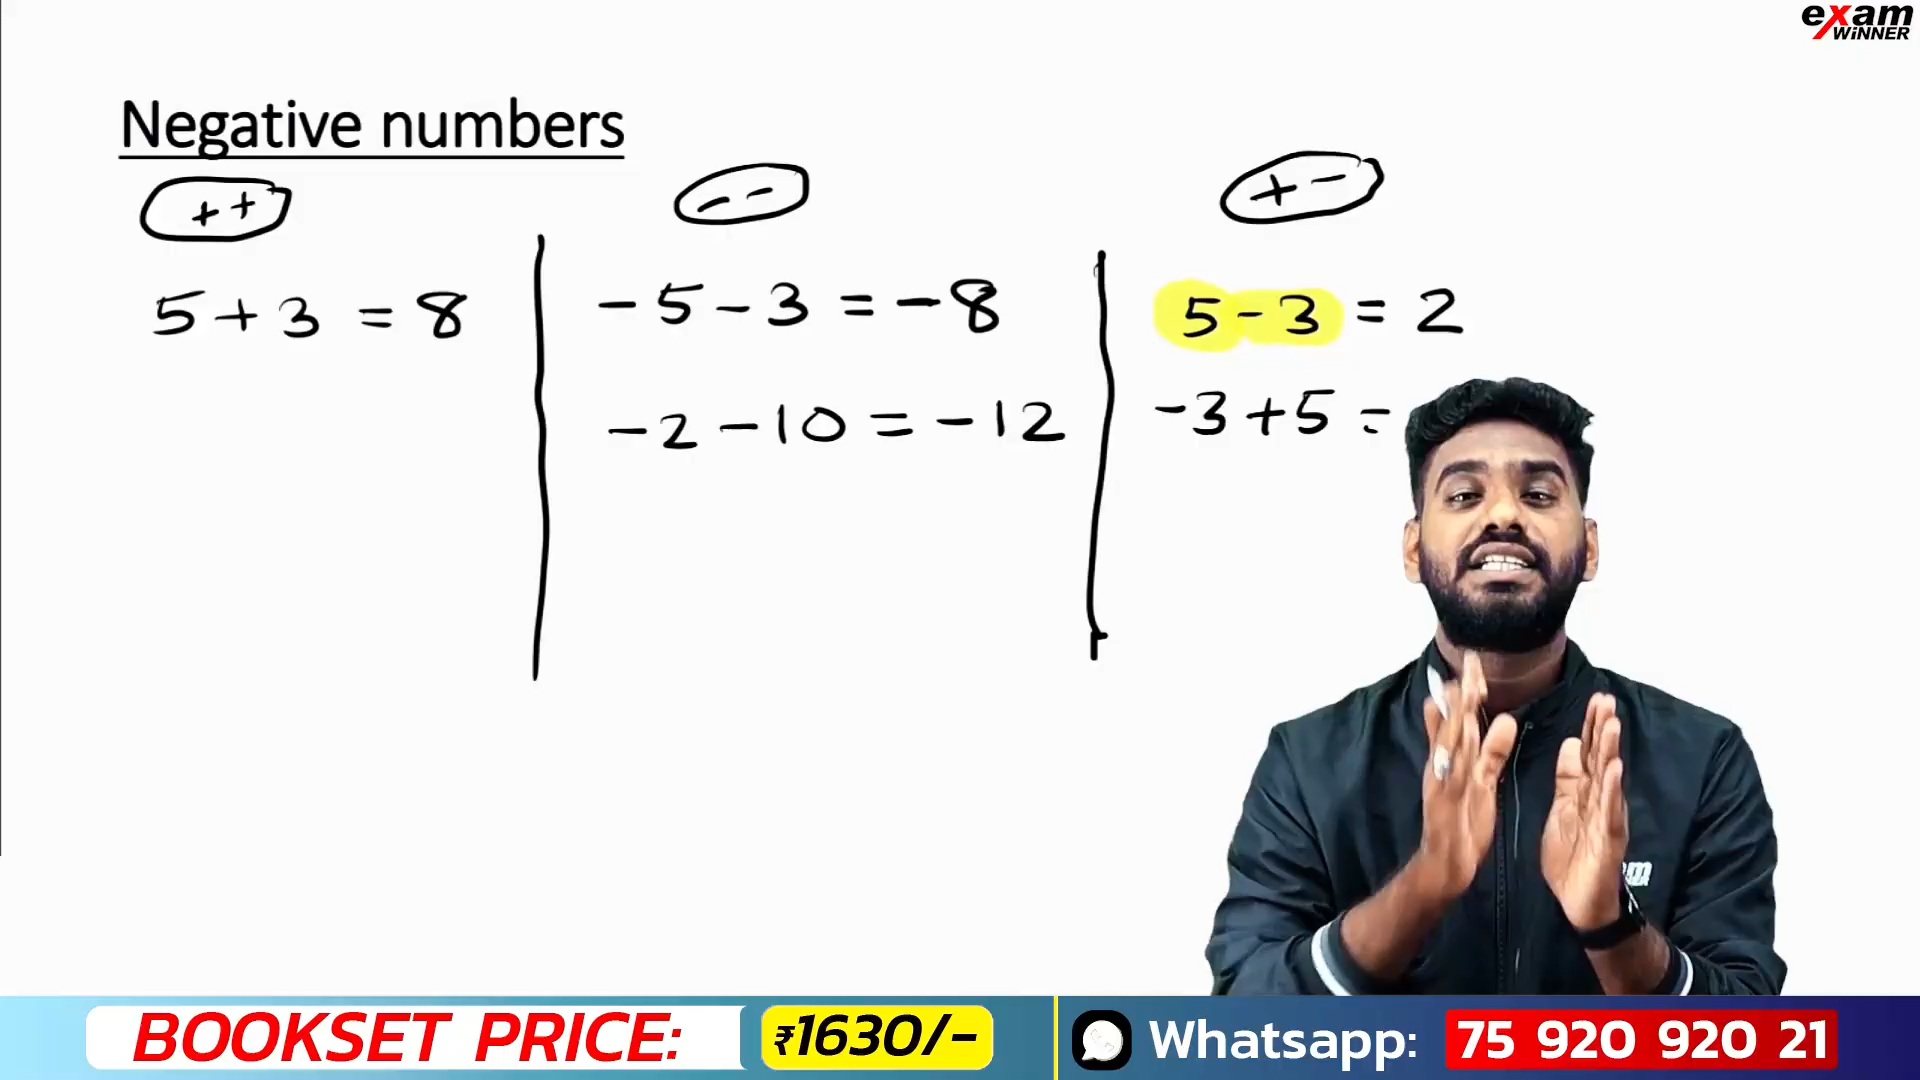 exam
WiNNER
Negative numbers
+ +
- -
+ -
5 + 3 = 8
- 5 - 3 = - 8
5 - 3 = 2
- 2 - 10 = - 12
- 3 + 5 =
BOOKSET PRICE:
₹1630/-
Whatsapp:
75 920 920 21